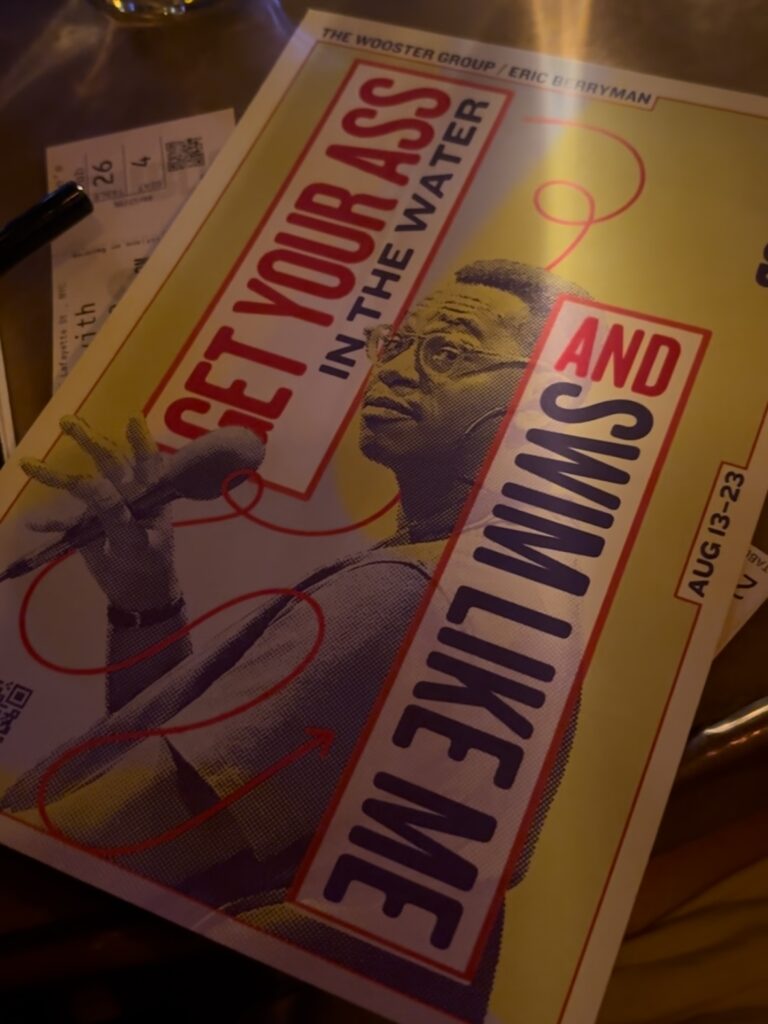 THE WOOSTER GROUP / ERIC BERRYMAN
GET YOUR ASS
IN THE WATER
AND
SWIM LIKE ME
AUG 13–23
26
4
Lafayette St. NYC